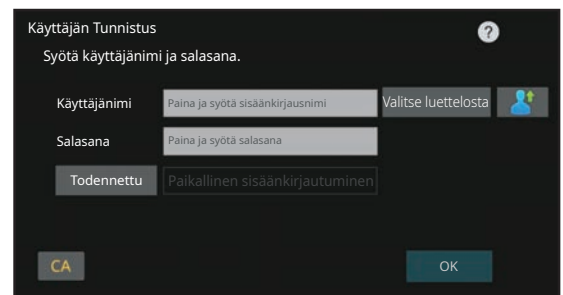 Käyttäjän Tunnistus
?
Syötä käyttäjänimi ja salasana.
Käyttäjänimi Paina ja syötä sisäänkirjausnimi Valitse luettelosta
Salasana Paina ja syötä salasana
Todennettu Paikallinen sisäänkirjautuminen
CA OK